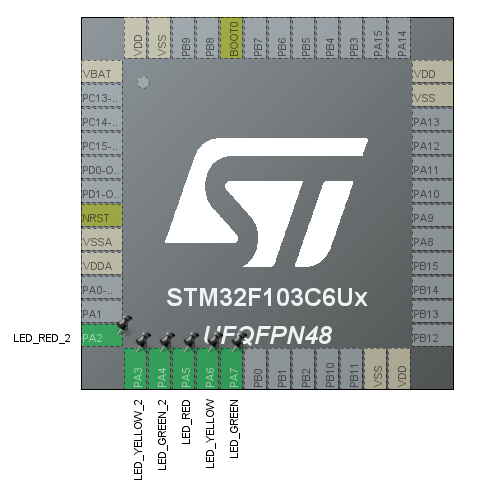 VDD
VSS
PB9
PB8
BOOT0
PB7
PB6
PB5
PB4
PB3
PA15
PA14
VBAT
PC13-..
PC14-..
PC15-..
PD0-O..
PD1-O..
NRST
VSSA
VDDA
PA0-..
PA1
PA2
LED_RED_2
VDD
VSS
PA13
PA12
PA11
PA10
PA9
PA8
PB15
PB14
PB13
PB12
ST
STM32F103C6Ux
UFQFPN48
PA3
PA4
PA5
PA6
PA7
PB0
PB1
PB2
PB10
PB11
VSS
VDD
LED_YELLOW_2
LED_GREEN_2
LED_RED
LED_YELLOW
LED_GREEN